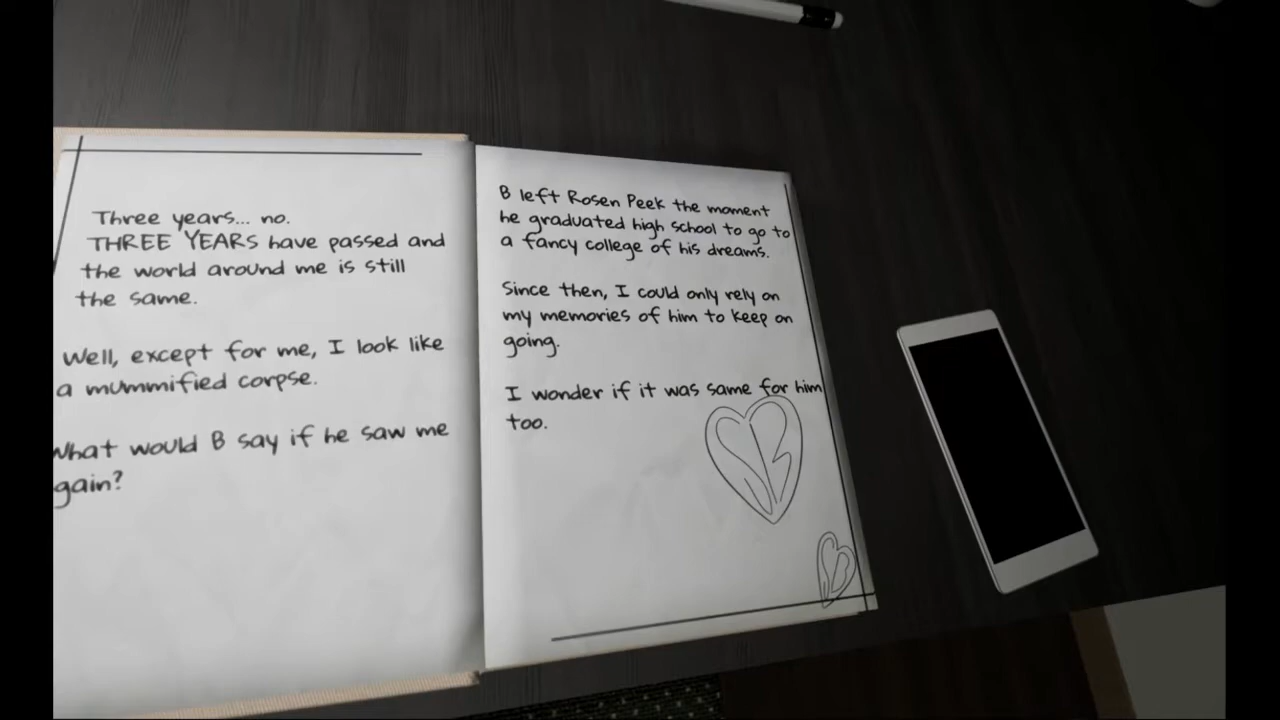 Three years... no.
THREE YEARS have passed and
the world around me is still
the same.
Well, except for me, I look like
a mummified corpse.
What would B say if he saw me
gain?
B left Rosen Peek the moment
he graduated high school to go to
a fancy college of his dreams.
Since then, I could only rely on
my memories of him to keep on
going.
I wonder if it was same for him
too.